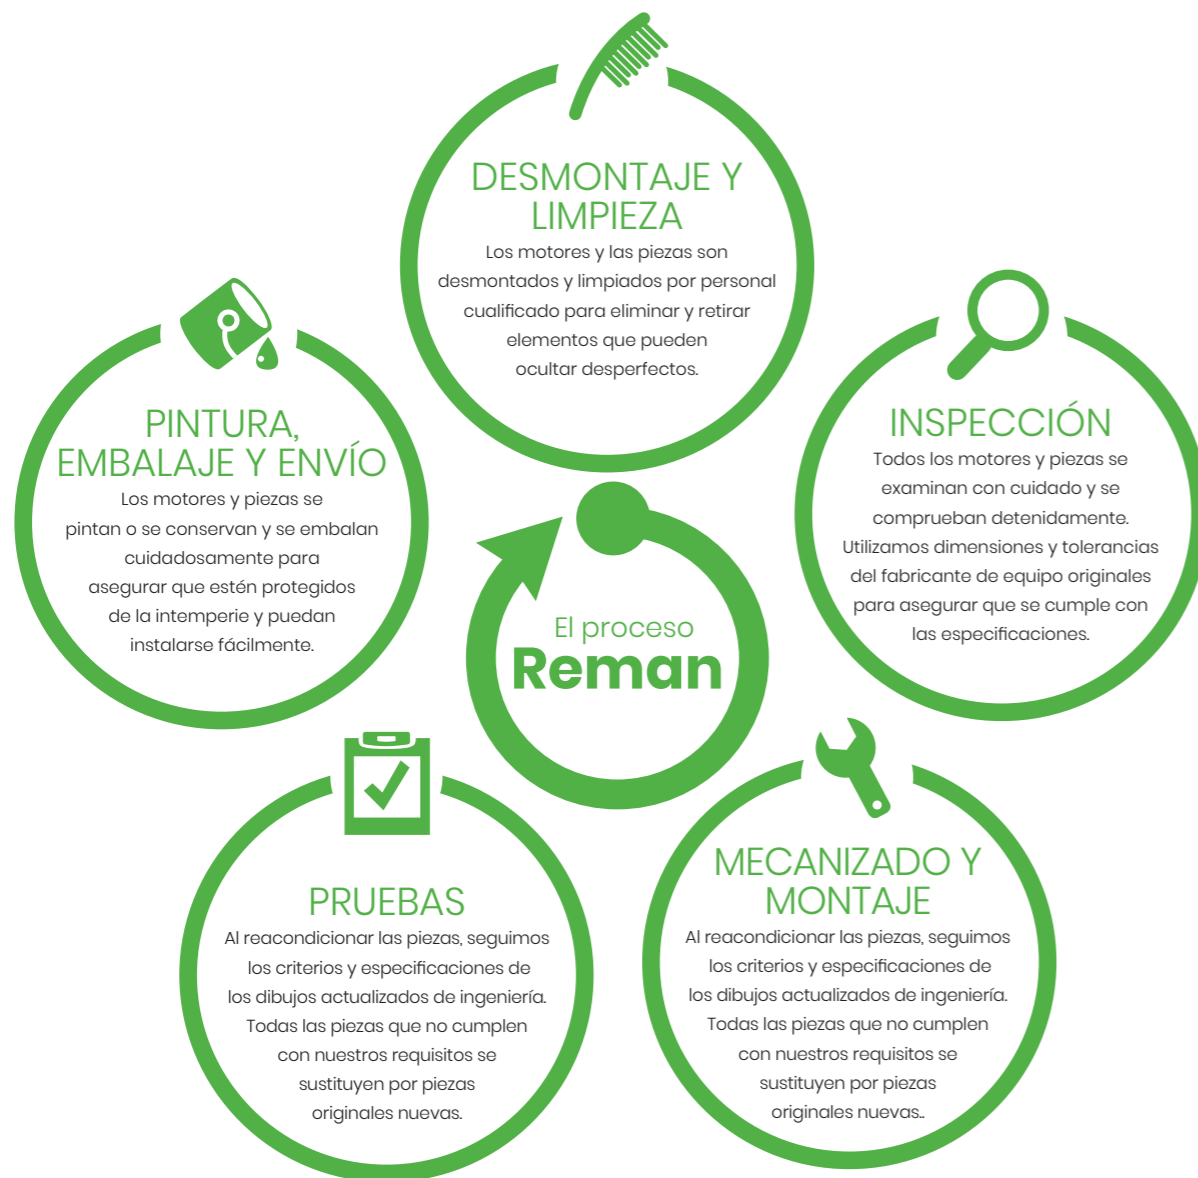 DESMONTAJE Y
LIMPIEZA
Los motores y las piezas son
desmontados y limpiados por personal
cualificado para eliminar y retirar
elementos que pueden
ocultar desperfectos.
INSPECCIÓN
Todos los motores y piezas se
examinan con cuidado y se
comprueban detenidamente.
Utilizamos dimensiones y tolerancias
del fabricante de equipo originales
para asegurar que se cumple con
las especificaciones.
MECANIZADO Y
MONTAJE
Al reacondicionar las piezas, seguimos
los criterios y especificaciones de
los dibujos actualizados de ingeniería.
Todas las piezas que no cumplen
con nuestros requisitos se
sustituyen por piezas
originales nuevas..
PRUEBAS
Al reacondicionar las piezas, seguimos
los criterios y especificaciones de
los dibujos actualizados de ingeniería.
Todas las piezas que no cumplen
con nuestros requisitos se
sustituyen por piezas
originales nuevas.
PINTURA,
EMBALAJE Y ENVÍO
Los motores y piezas se
pintan o se conservan y se embalan
cuidadosamente para
asegurar que estén protegidos
de la intemperie y puedan
instalarse fácilmente.
El proceso
Reman